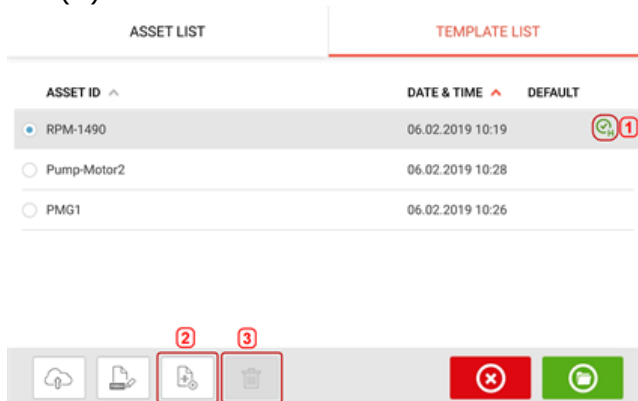 ASSET LIST TEMPLATE LIST
ASSET ID DATE & TIME DEFAULT
RPM-1490 06.02.2019 10:19 H 1
Pump-Motor2 06.02.2019 10:28
PMG1 06.02.2019 10:26
2 3